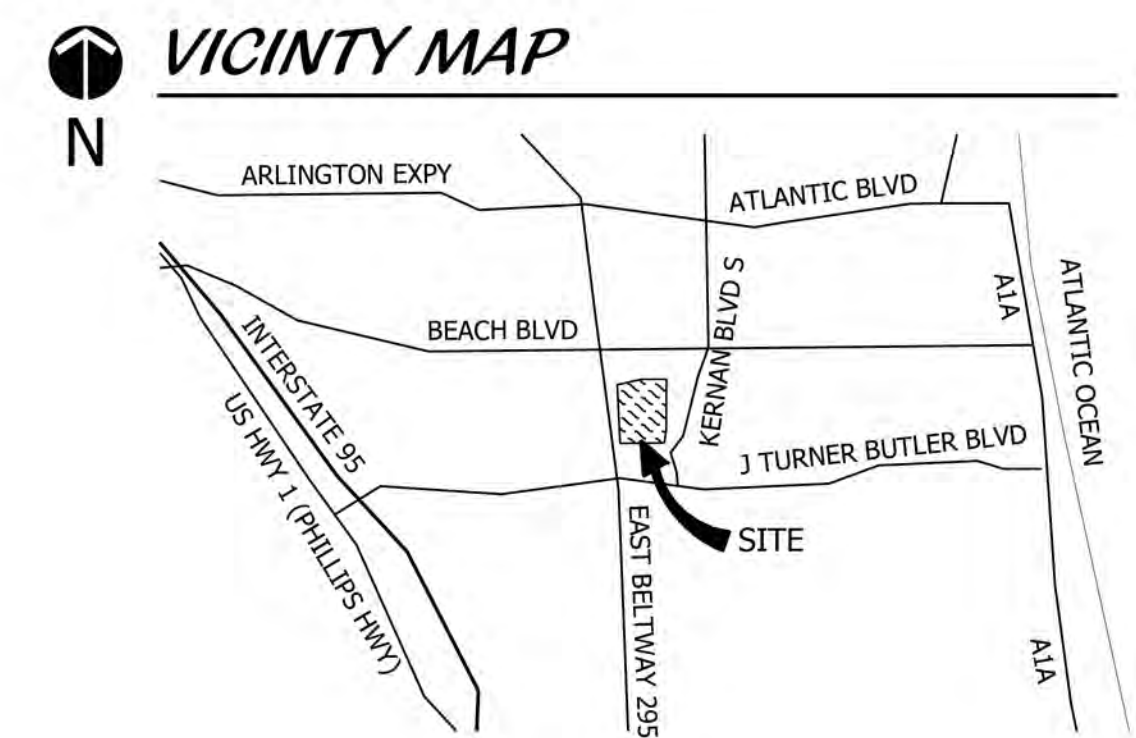 VICINTY MAP
N
ARLINGTON EXPY
ATLANTIC BLVD
A1A
ATLANTIC OCEAN
KERNAN BLVD S
BEACH BLVD
INTERSTATE 95
US HWY 1 (PHILLIPS HWY)
J TURNER BUTLER BLVD
SITE
EAST BELTWAY 295
A1A